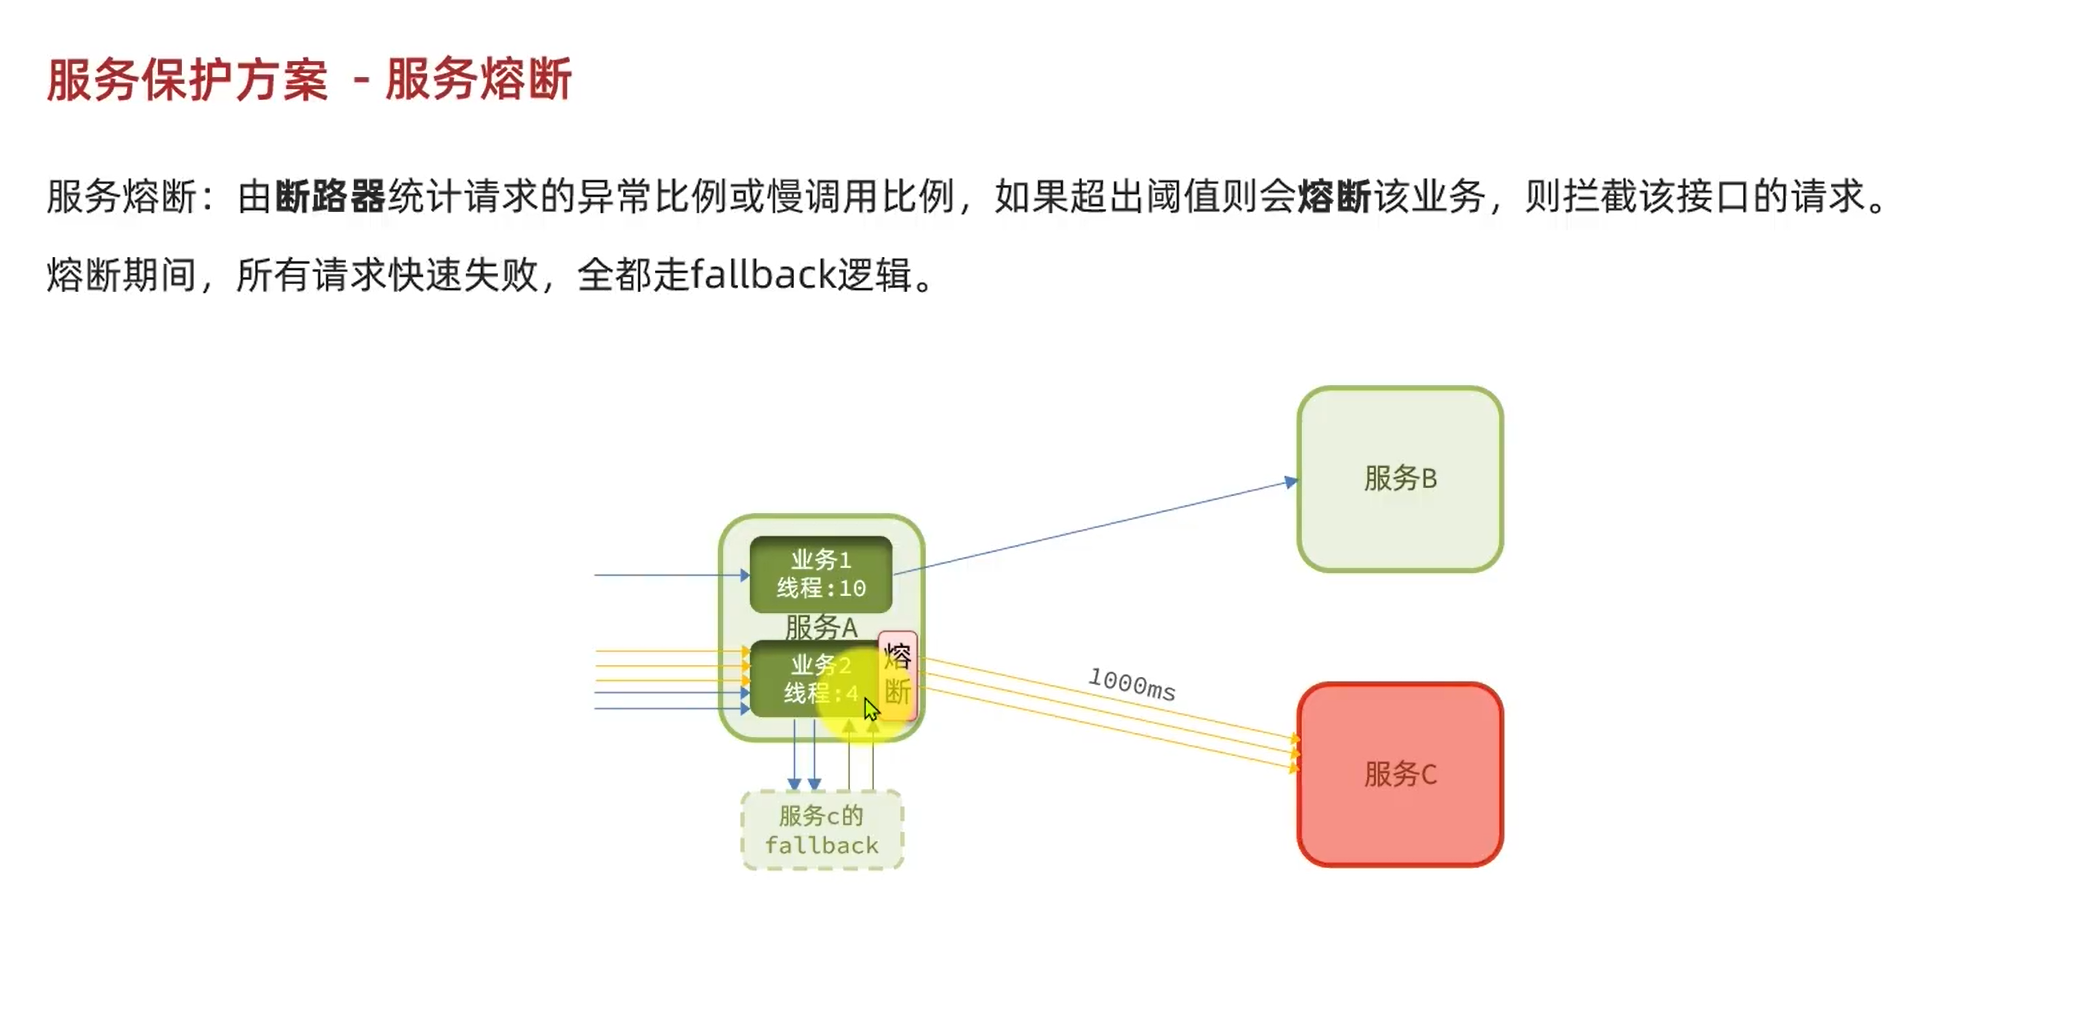 服务保护方案 - 服务熔断
服务熔断：由断路器统计请求的异常比例或慢调用比例，如果超出阈值则会熔断该业务，则拦截该接口的请求。
熔断期间，所有请求快速失败，全都走fallback逻辑。
服务B
业务1
线程:10
服务A
业务2
线程:4
熔
断
1000ms
服务C
服务c的
fallback